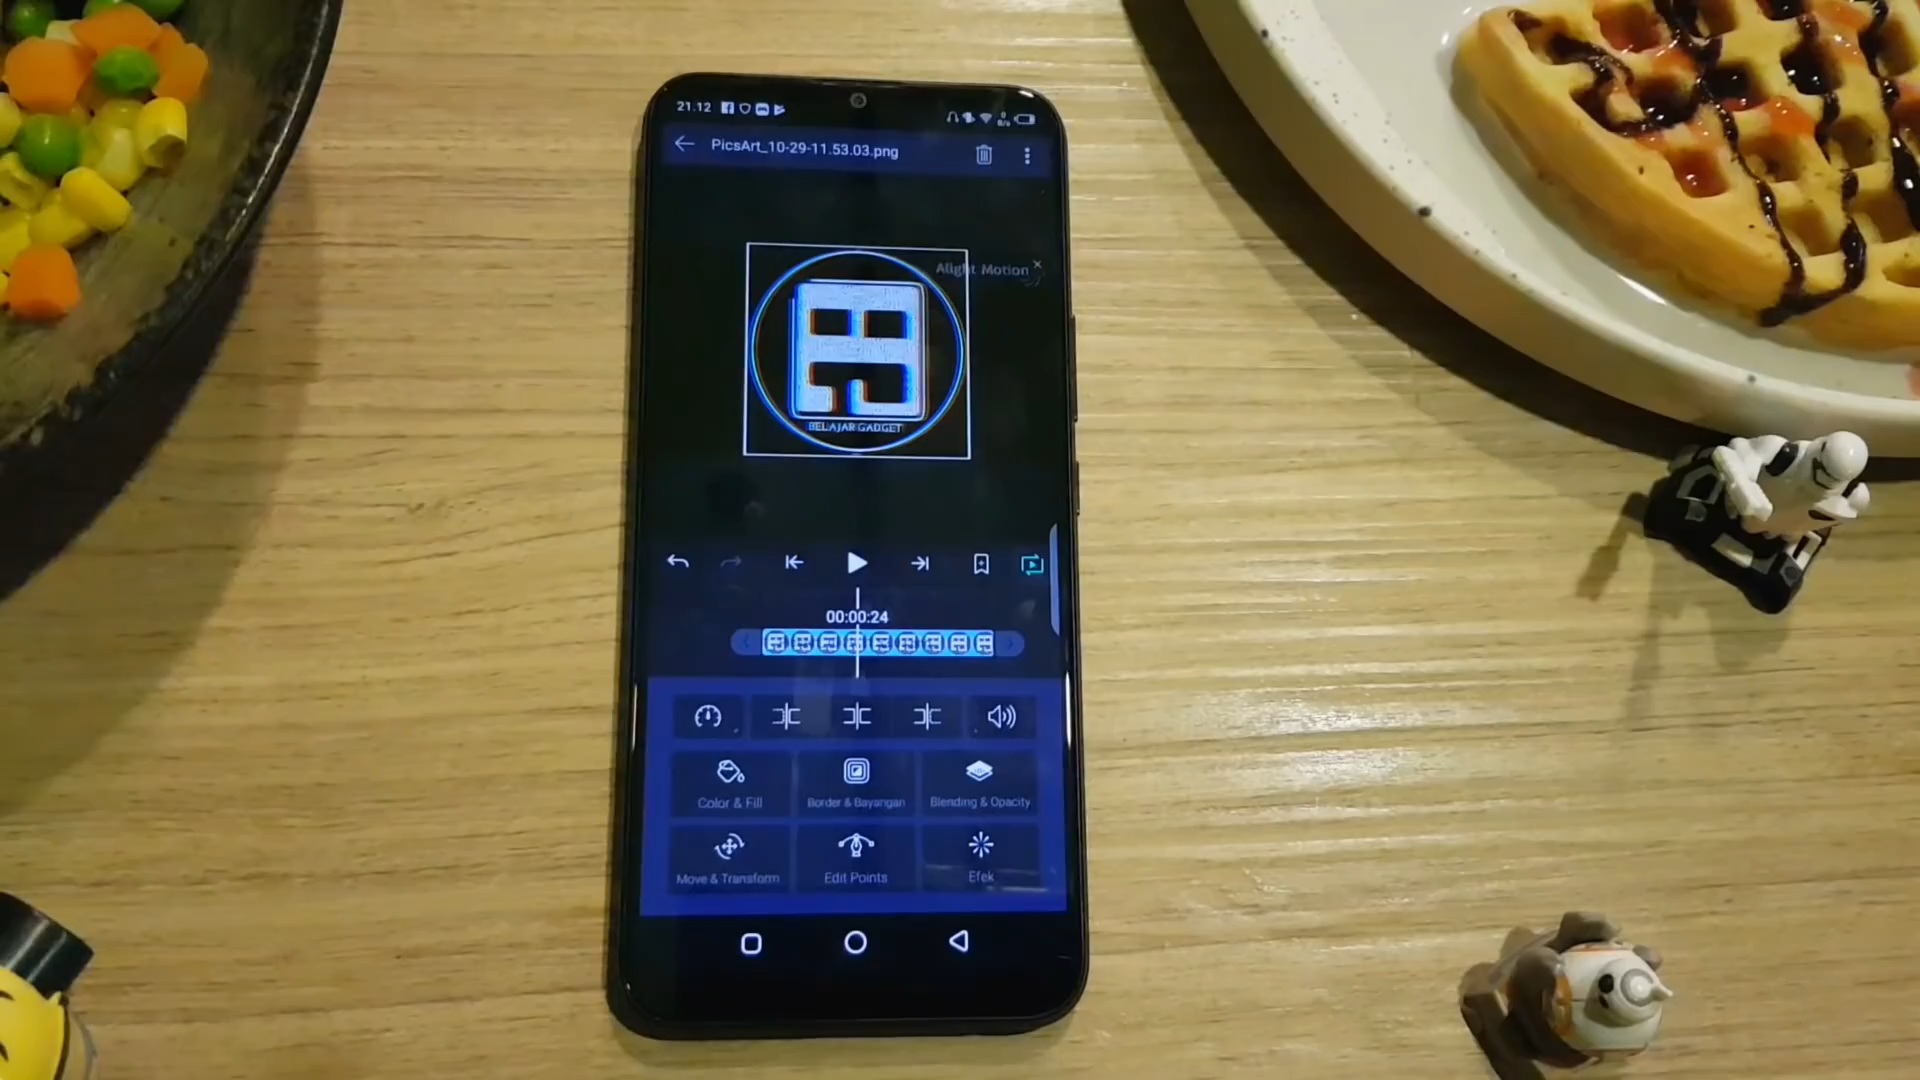 21.12
PicsArt_10-29-11.53.03.png
Alight Motion
BELAJAR GADGET
00:00:24
Color & Fill
Border & Bayangan
Blending & Opacity
Move & Transform
Edit Points
Efek